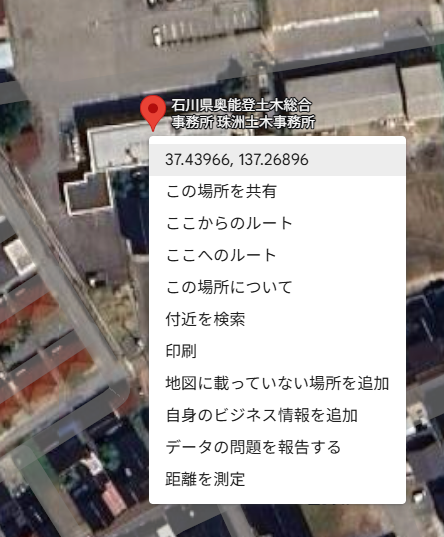 石川県奥能登土木総合
事務所 珠洲土木事務所
37.43966, 137.26896
この場所を共有
ここからのルート
ここへのルート
この場所について
付近を検索
印刷
地図に載っていない場所を追加
自身のビジネス情報を追加
データの問題を報告する
距離を測定